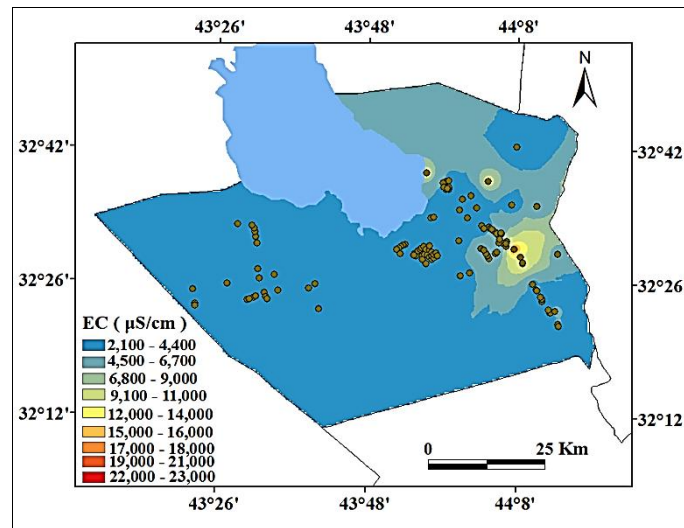 43°26' 43°48' 44°8'
N
32°42' 32°42'
32°26' 32°26'
EC ( µS/cm )
2,100 - 4,400
4,500 - 6,700
6,800 - 9,000
9,100 - 11,000
12,000 - 14,000
15,000 - 16,000
17,000 - 18,000
19,000 - 21,000
22,000 - 23,000
32°12' 32°12'
0 25 Km
43°26' 43°48' 44°8'